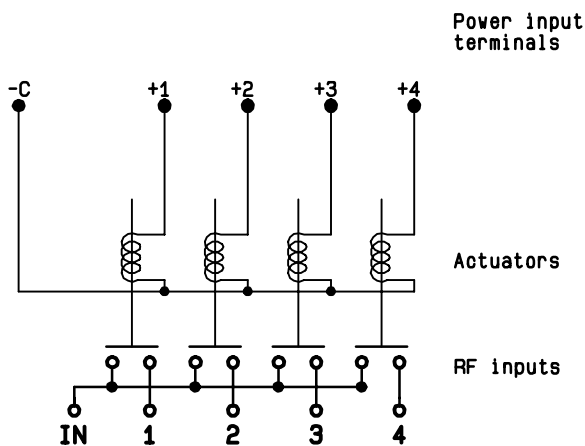 Power input
terminals
-C +1 +2 +3 +4
Actuators
RF inputs
IN 1 2 3 4